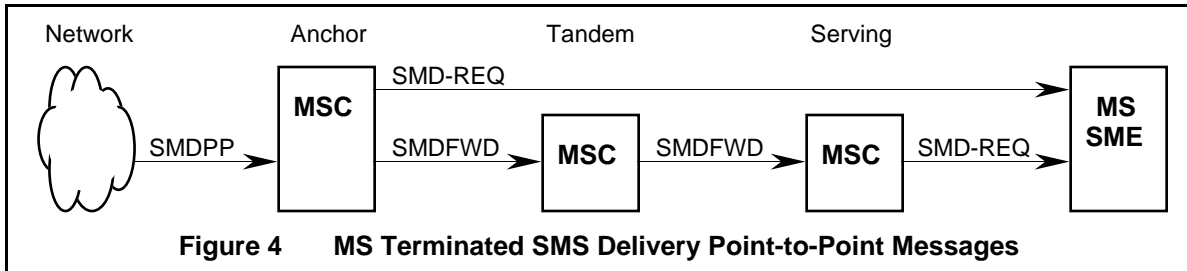 Network Anchor Tandem Serving
SMD-REQ
MSC
MS
SME
SMDPP
SMDFWD
MSC
SMDFWD
MSC
SMD-REQ
Figure 4 MS Terminated SMS Delivery Point-to-Point Messages